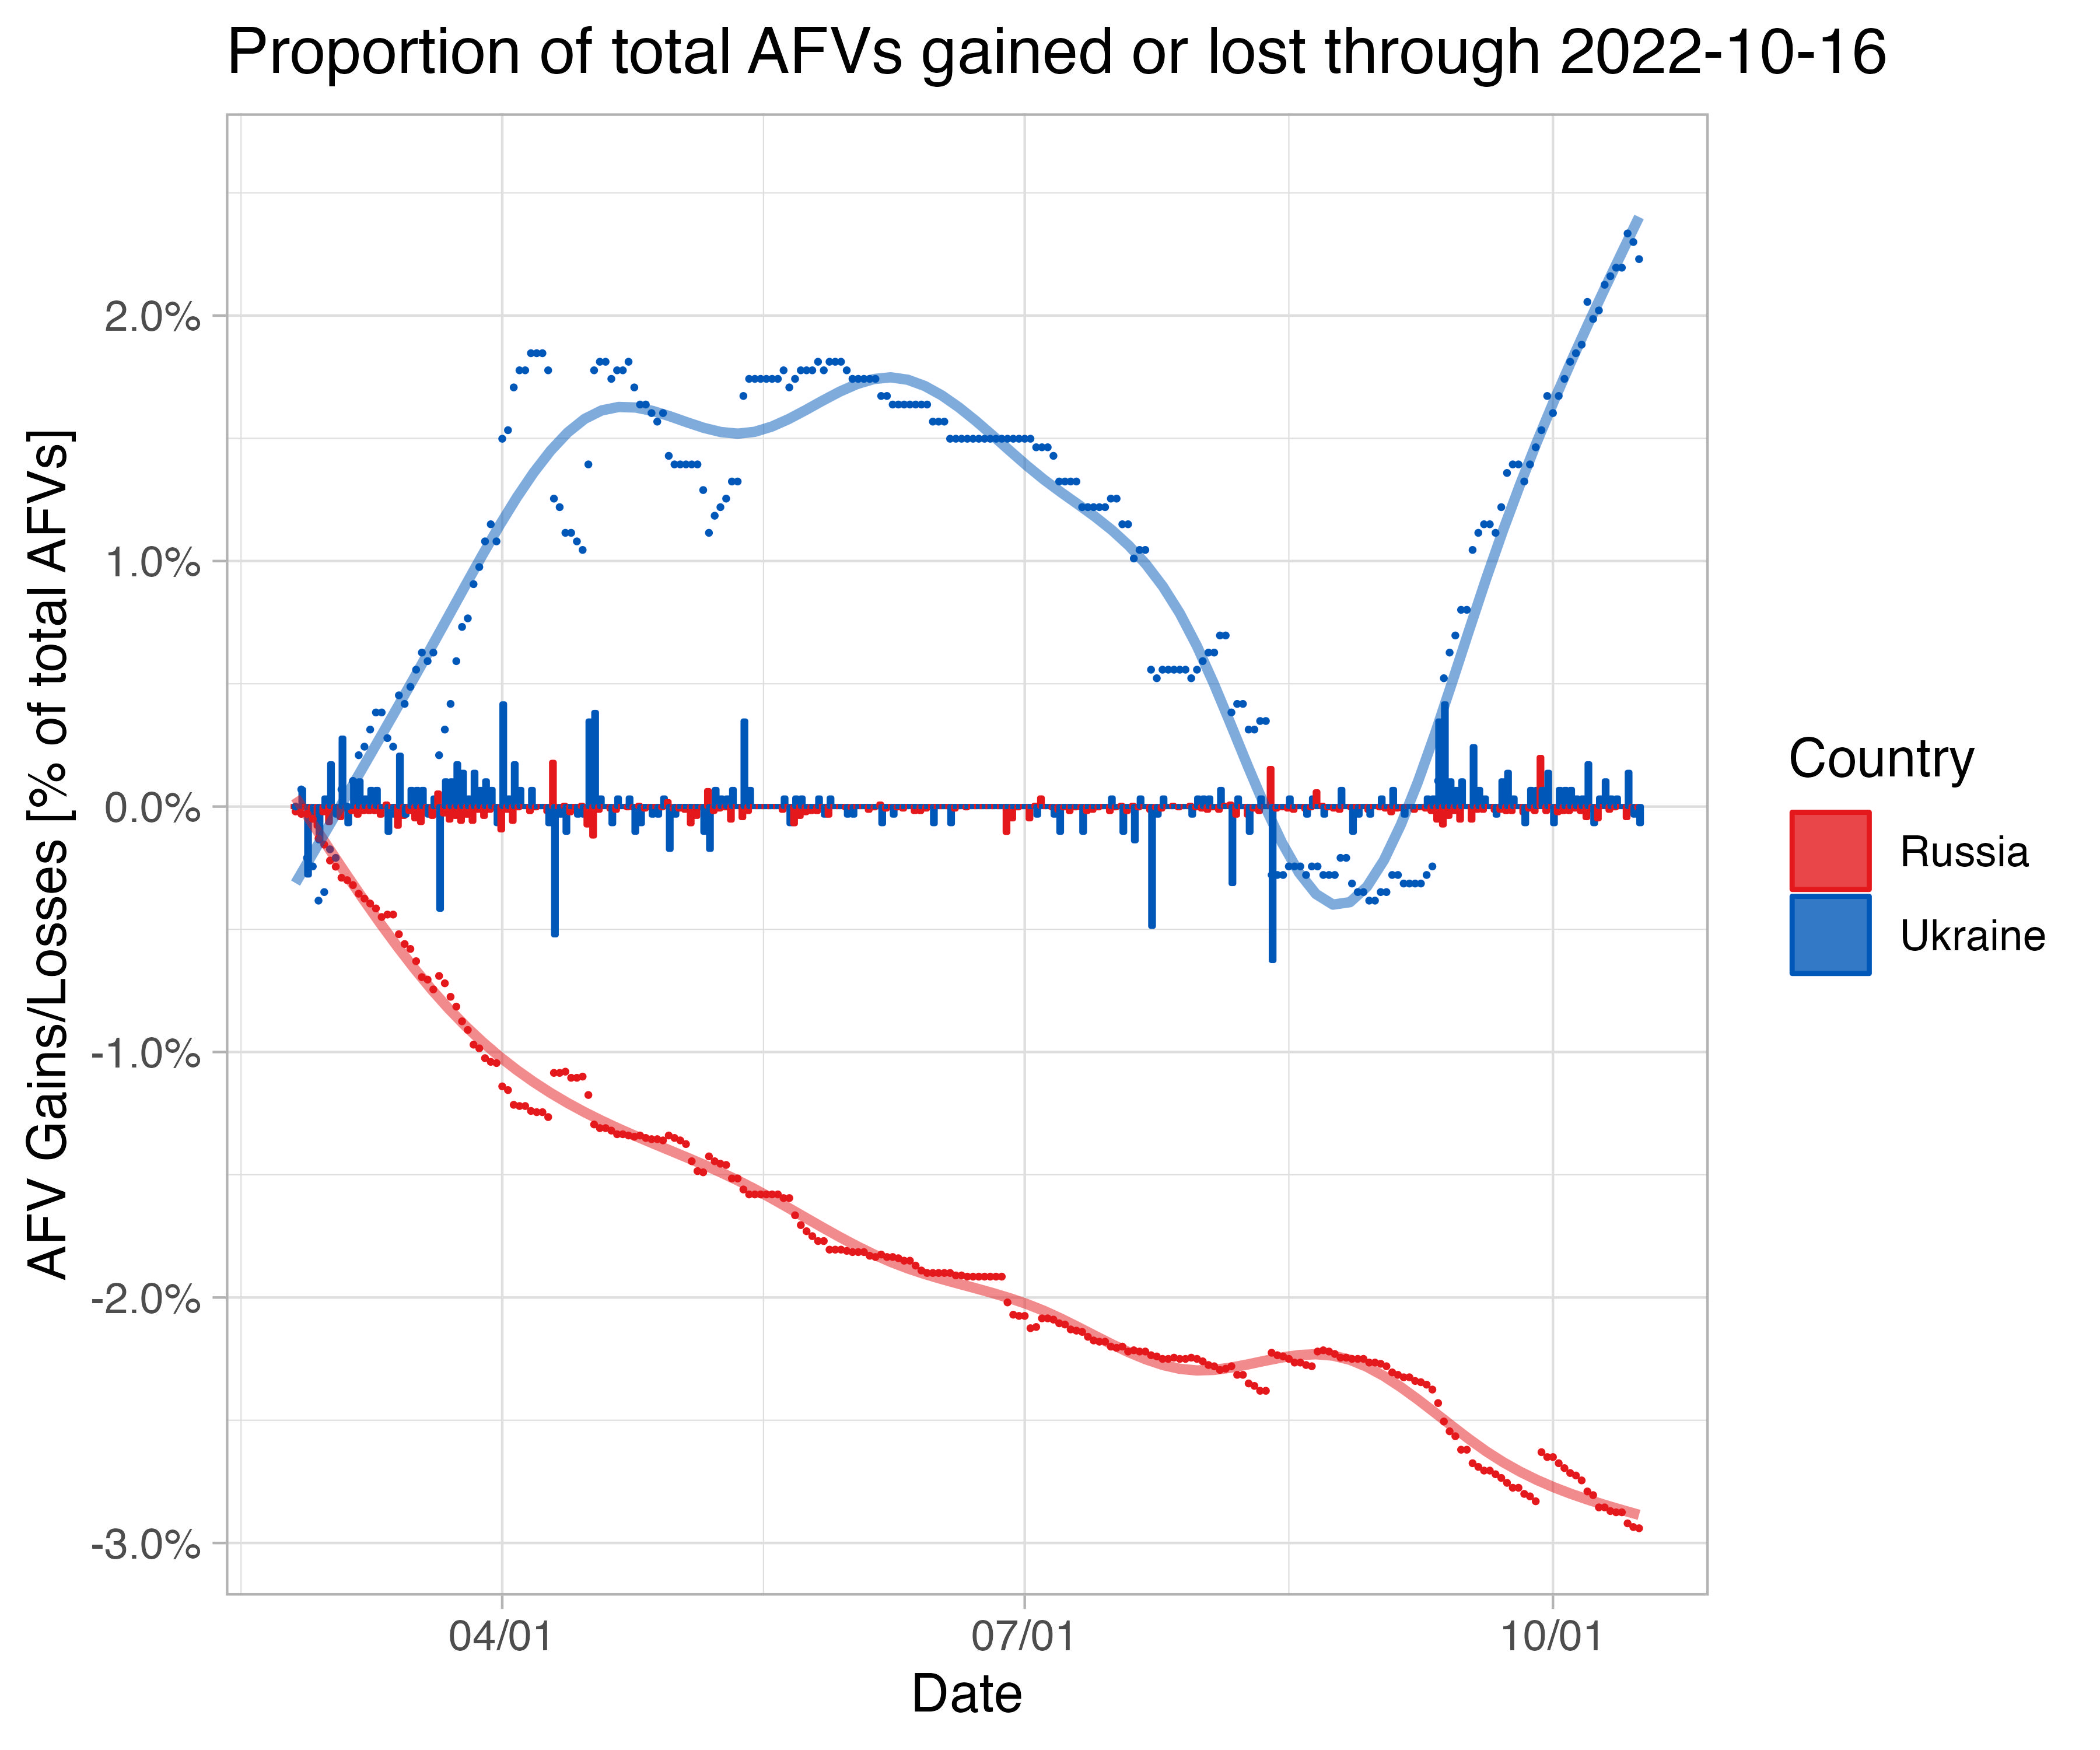 Proportion of total AFVs gained or lost through 2022-10-16
AFV Gains/Losses [% of total AFVs]
2.0%
1.0%
0.0%
-1.0%
-2.0%
-3.0%
04/01
07/01
10/01
Date
Country
Russia
Ukraine